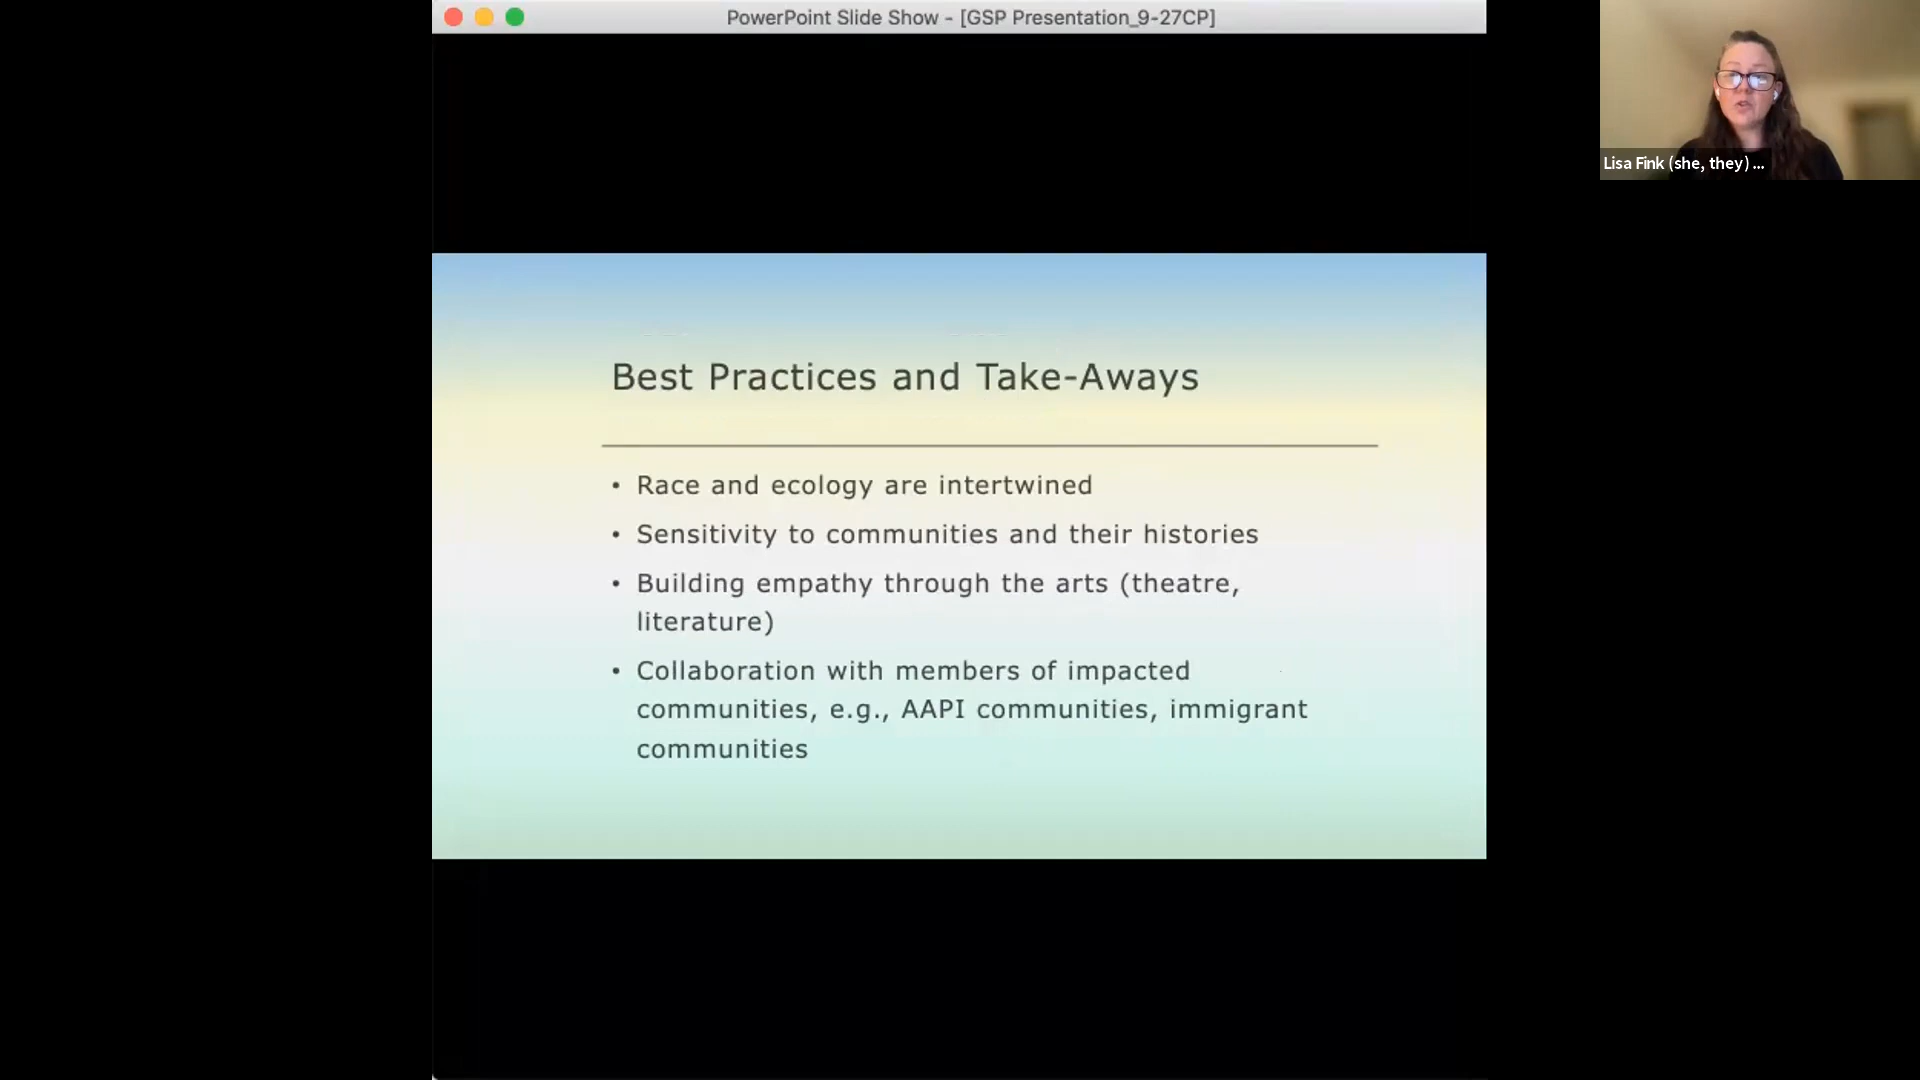 PowerPoint Slide Show - [GSP Presentation_9-27CP]
Lisa Fink (she, they) ...
Best Practices and Take-Aways
• Race and ecology are intertwined
• Sensitivity to communities and their histories
• Building empathy through the arts (theatre,
literature)
• Collaboration with members of impacted
communities, e.g., AAPI communities, immigrant
communities